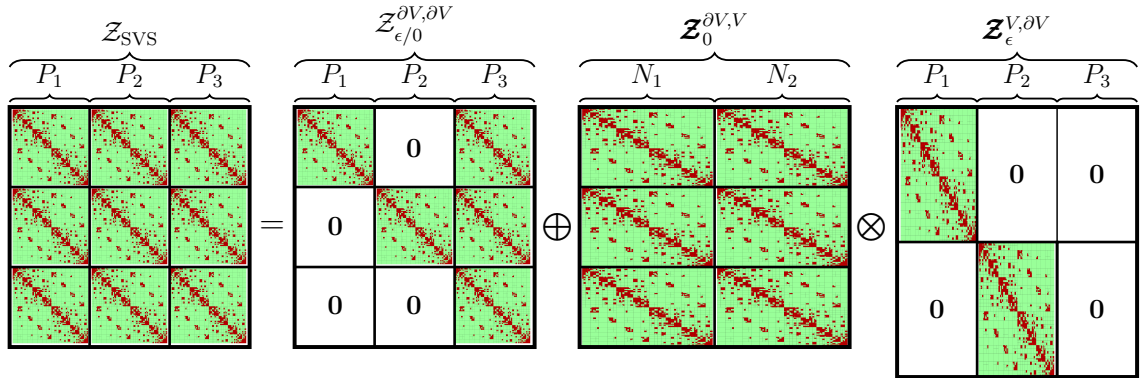 𝒵_SVS 𝒵_{ϵ/0}^{∂V,∂V} 𝓩_0^{∂V,V} 𝓩_ϵ^{V,∂V}
P_1 P_2 P_3 P_1 P_2 P_3 N_1 N_2 P_1 P_2 P_3
0 0 0
= 0 ⊕ ⊗
0 0 0 0